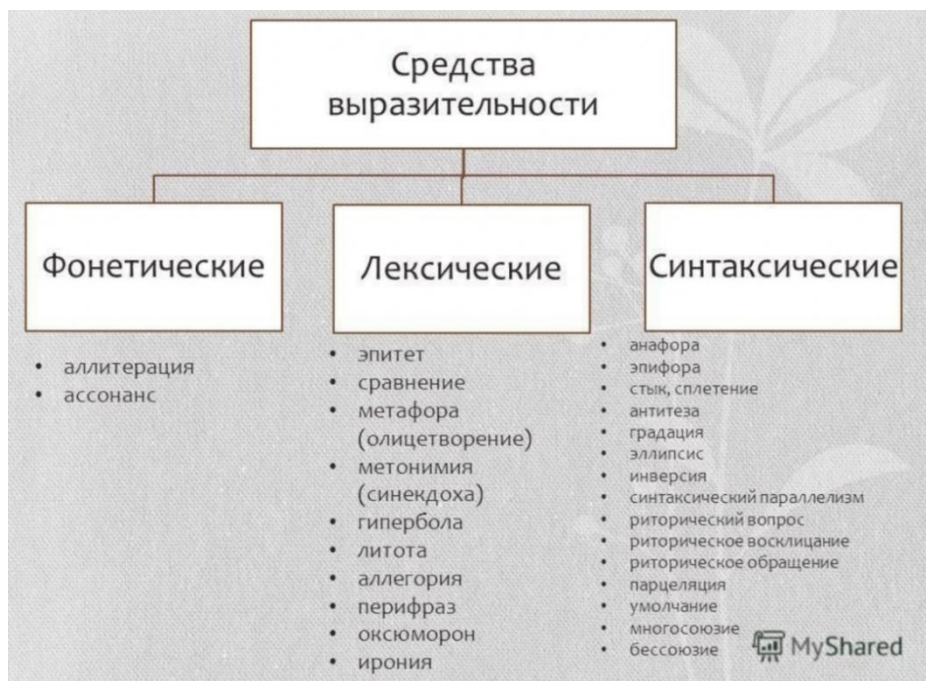 Средства
выразительности
Фонетические
• аллитерация
• ассонанс
Лексические
• эпитет
• сравнение
• метафора
(олицетворение)
• метонимия
(синекдоха)
• гипербола
• литота
• аллегория
• перифраз
• оксюморон
• ирония
Синтаксические
• анафора
• эпифора
• стык, сплетение
• антитеза
• градация
• эллипсис
• инверсия
• синтаксический параллелизм
• риторический вопрос
• риторическое восклицание
• риторическое обращение
• парцеляция
• умолчание
• многосоюзие
• бессоюзие
MyShared